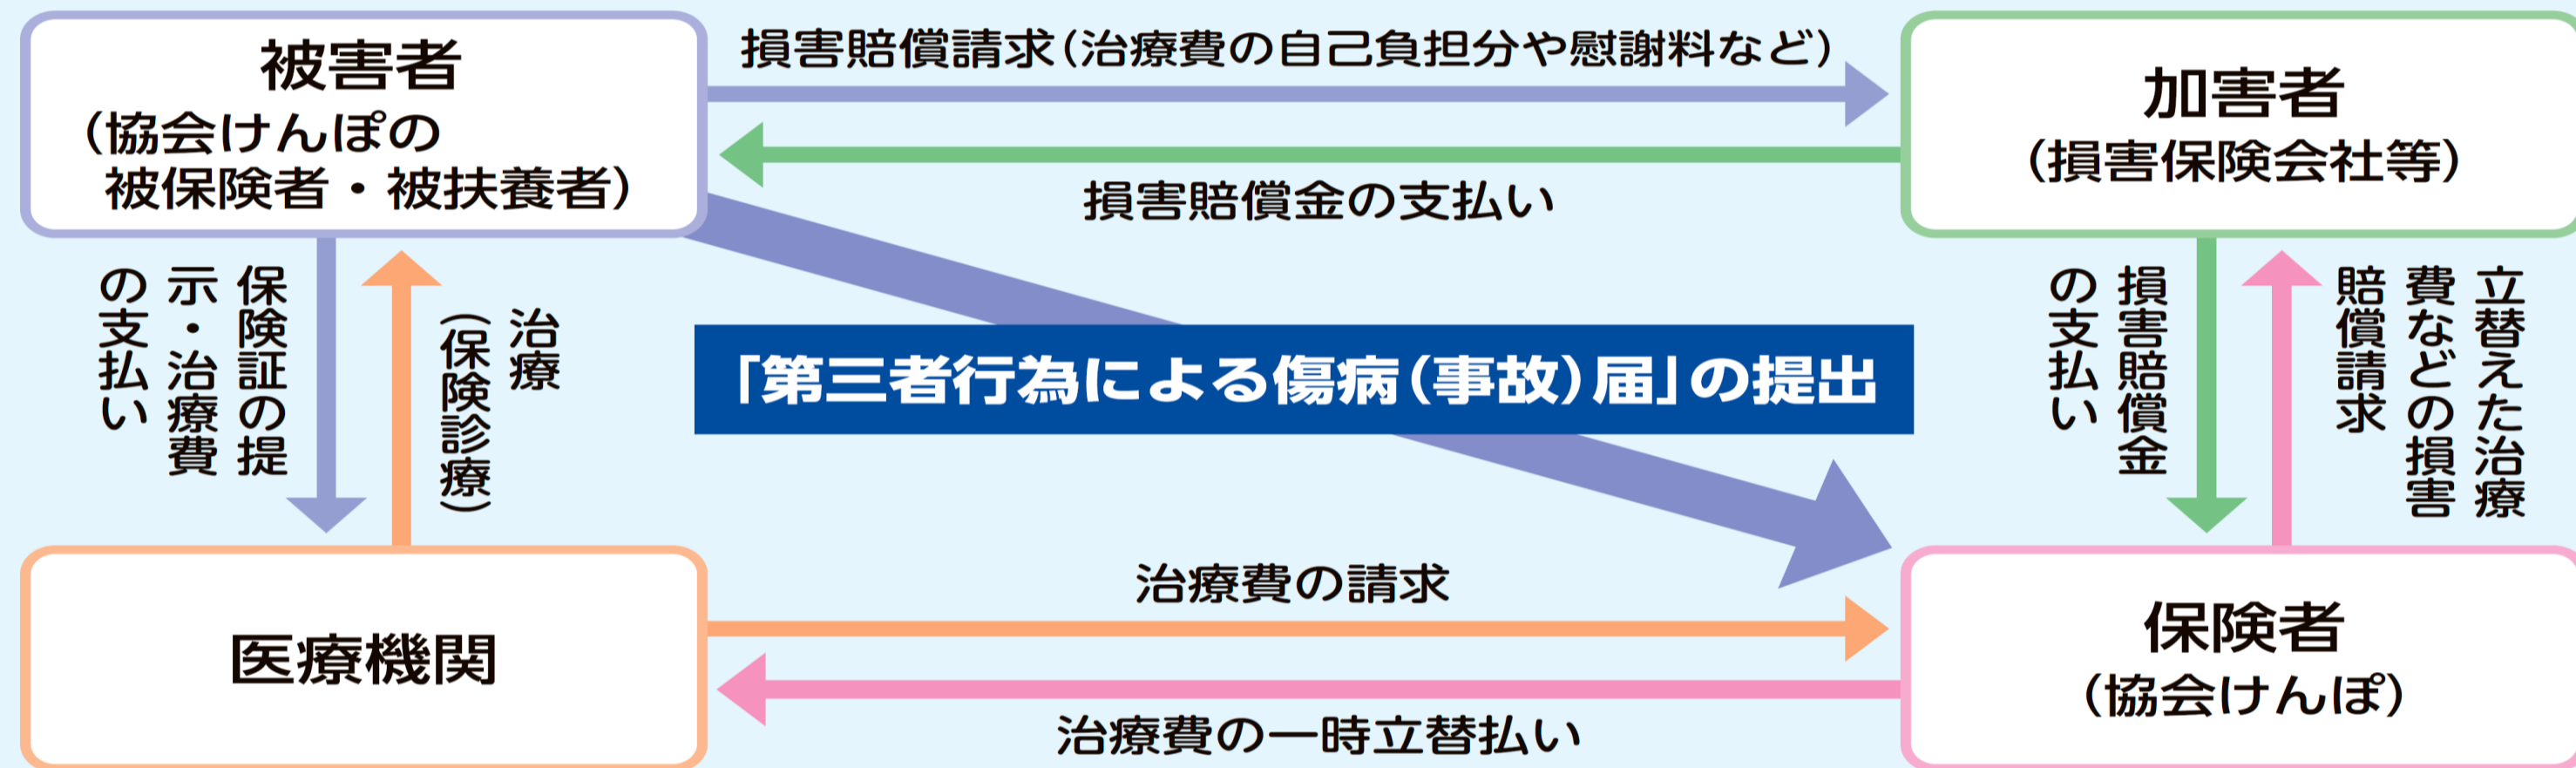 被害者
（協会けんぽの
被保険者・被扶養者）
損害賠償請求（治療費の自己負担分や慰謝料など）
損害賠償金の支払い
加害者
（損害保険会社等）
保険証の提
示・治療費
の支払い
治療
（保険診療）
「第三者行為による傷病（事故）届」の提出
立替えた治療
費などの損害
賠償請求
損害賠償金
の支払い
医療機関
治療費の請求
治療費の一時立替払い
保険者
（協会けんぽ）